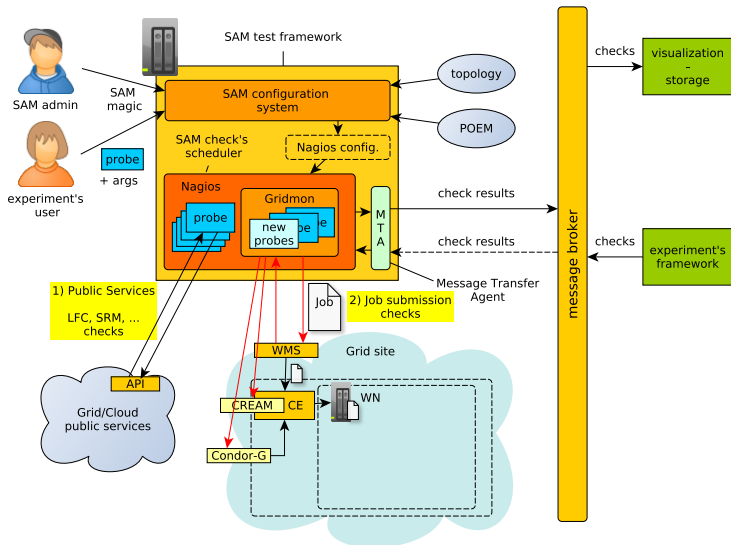 SAM test framework
SAM admin
SAM
magic
experiment's
user
probe
+ args
SAM configuration
system
topology
POEM
Nagios config.
SAM check's
scheduler
Nagios
probe
Gridmon
new
probes
be
be
M
T
A
check results
check results
Message Transfer
Agent
message broker
checks
visualization
-
storage
checks
experiment's
framework
1) Public Services
LFC, SRM, ...
checks
Job
2) Job submission
checks
API
Grid/Cloud
public services
WMS
Grid site
CREAM
CE
WN
Condor-G